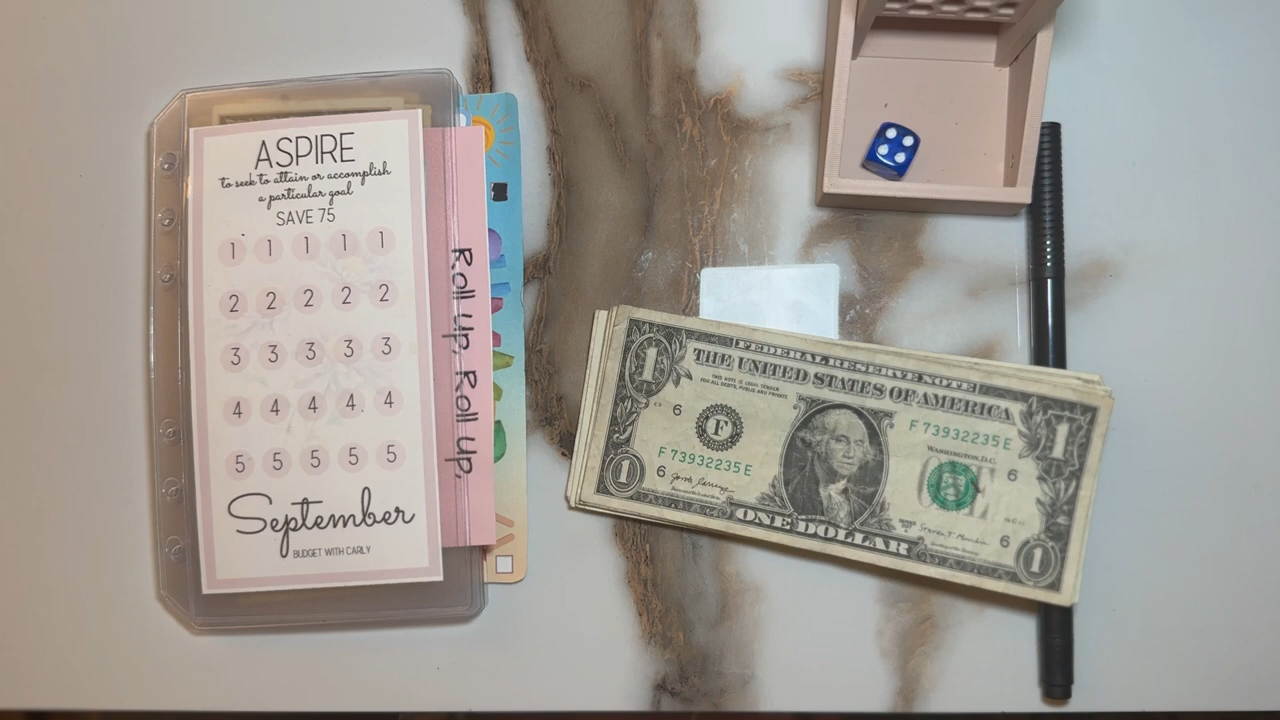 ASPIRE
to seek to attain or accomplish
a particular goal
SAVE 75
1 1 1 1 1
2 2 2 2 2
3 3 3 3 3
4 4 4 4 4
5 5 5 5 5
September
BUDGET WITH CARLY
Roll Up, Roll Up,
FEDERAL RESERVE NOTE
THE UNITED STATES OF AMERICA
THIS NOTE IS LEGAL TENDER
FOR ALL DEBTS, PUBLIC AND PRIVATE
1
1
6
F
F 73932235 E
WASHINGTON, D.C.
6
F 73932235 E
6
6
1
ONE DOLLAR
1